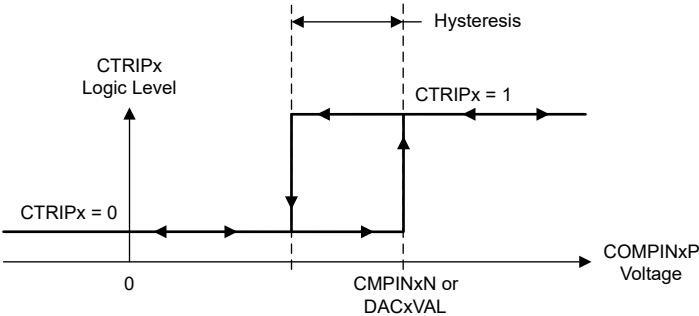 Hysteresis
CTRIPx
Logic Level
CTRIPx = 1
CTRIPx = 0
COMPINxP
Voltage
0
CMPINxN or
DACxVAL